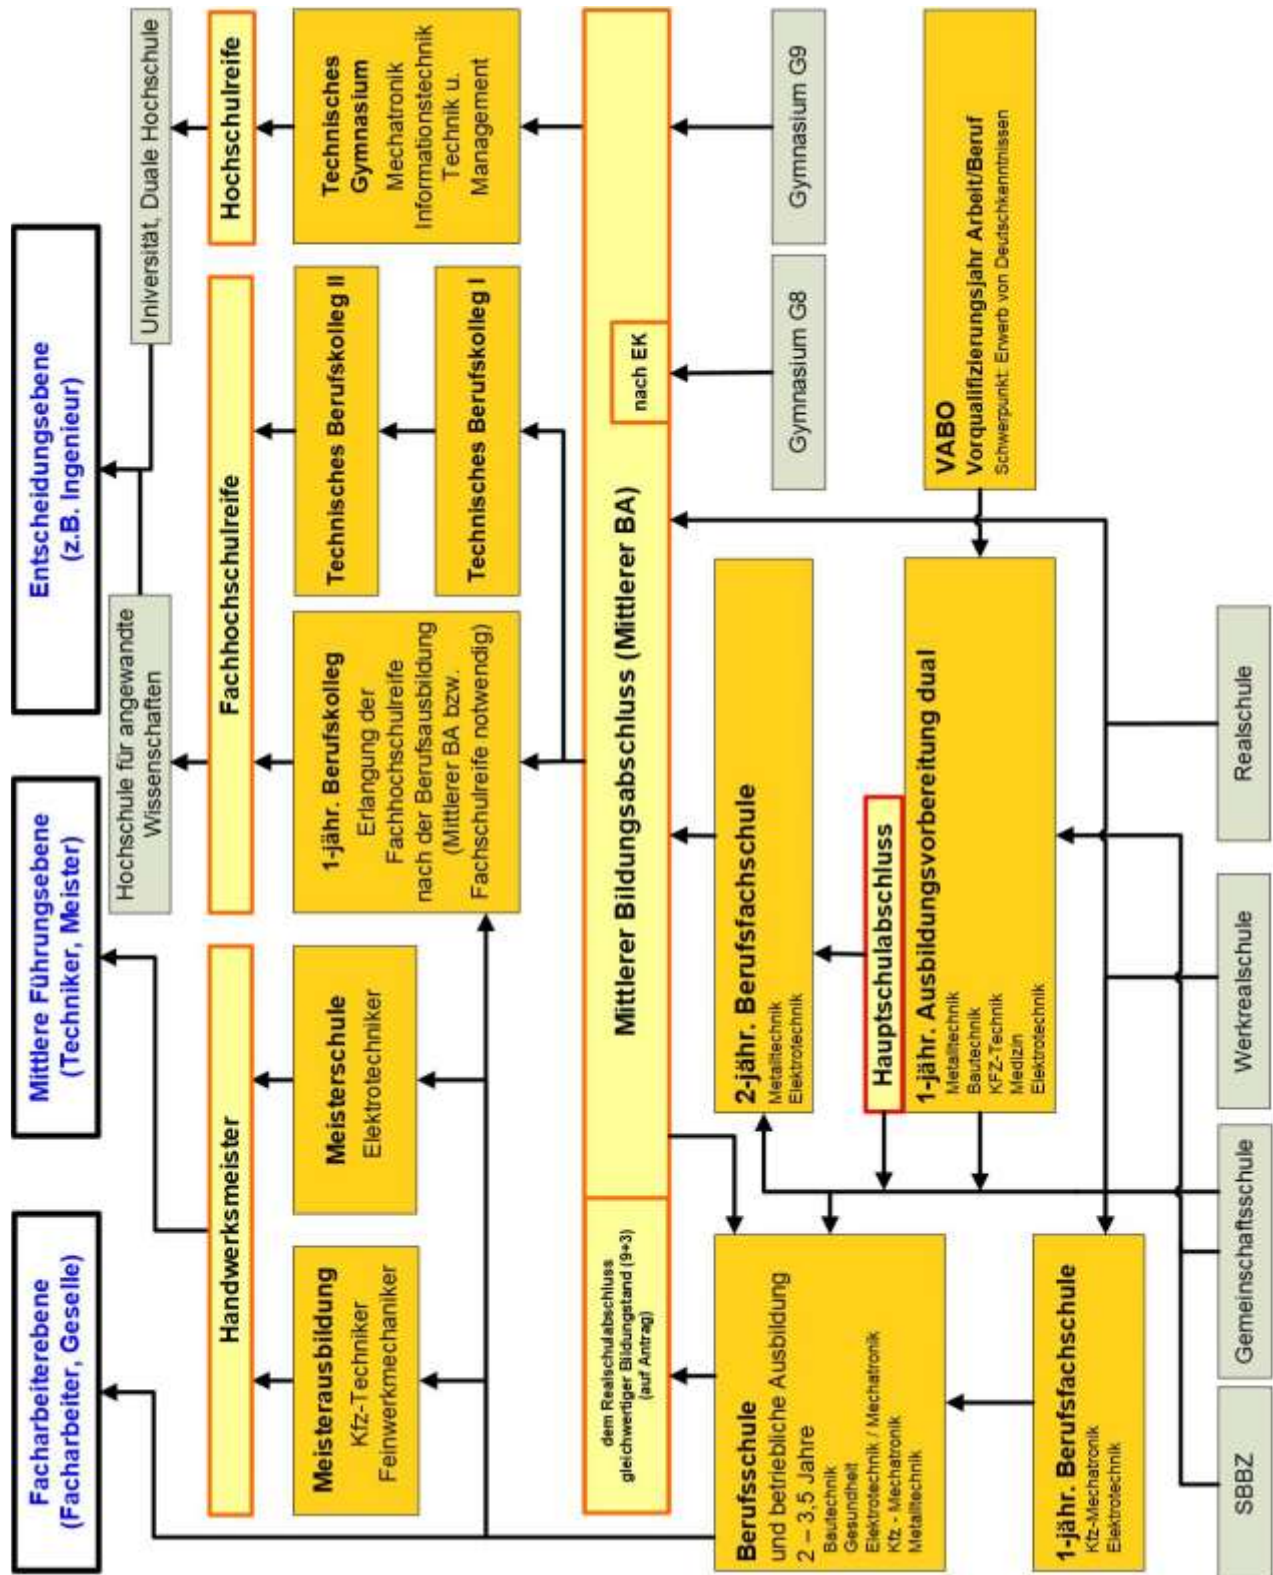 Facharbeiterebene
(Facharbeiter, Geselle)
Mittlere Führungsebene
(Techniker, Meister)
Entscheidungsebene
(z.B. Ingenieur)
Hochschule für angewandte
Wissenschaften
Universität, Duale Hochschule
Handwerksmeister
Fachhochschulreife
Hochschulreife
Meisterausbildung
Kfz-Techniker
Feinwerkmechaniker
Meisterschule
Elektrotechniker
1-jähr. Berufskolleg
Erlangung der
Fachhochschulreife
nach der Berufsausbildung
(Mittlerer BA bzw.
Fachschulreife notwendig)
Technisches Berufskolleg II
Technisches Berufskolleg I
Technisches
Gymnasium
Mechatronik
Informationstechnik
Technik u.
Management
dem Realschulabschluss
gleichwertiger Bildungstand (9+3)
(auf Antrag)
Mittlerer Bildungsabschluss (Mittlerer BA)
nach EK
Berufsschule
und betriebliche Ausbildung
2 – 3,5 Jahre
Bautechnik
Gesundheit
Elektrotechnik / Mechatronik
Kfz - Mechatronik
Metalltechnik
2-jähr. Berufsfachschule
Metalltechnik
Elektrotechnik
Gymnasium G8
Gymnasium G9
Hauptschulabschluss
1-jähr. Ausbildungsvorbereitung dual
Metalltechnik
Bautechnik
KFZ-Technik
Medizin
Elektrotechnik
VABO
Vorqualifizierungsjahr Arbeit/Beruf
Schwerpunkt: Erwerb von Deutschkenntnissen
1-jähr. Berufsfachschule
Kfz-Mechatronik
Elektrotechnik
SBBZ
Gemeinschaftsschule
Werkrealschule
Realschule